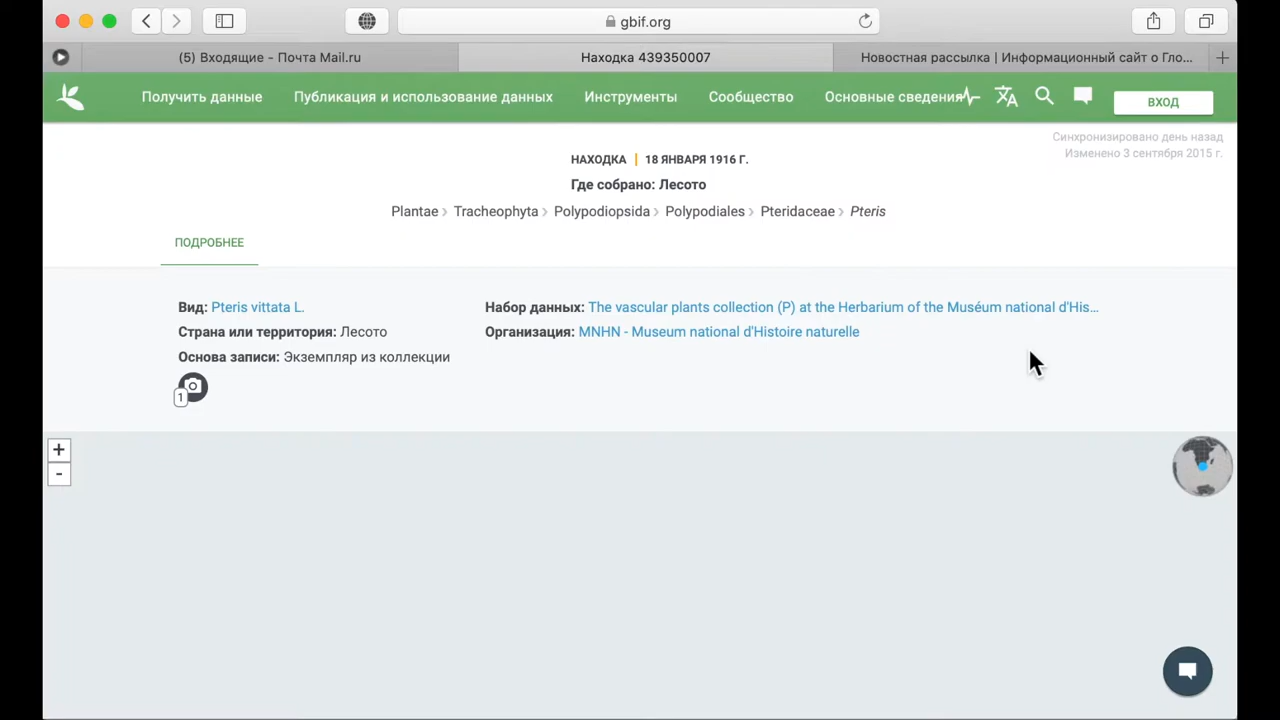 gbif.org
(5) Входящие - Почта Mail.ru
Находка 439350007
Новостная рассылка | Информационный сайт о Гло...
Получить данные
Публикация и использование данных
Инструменты
Сообщество
Основные сведения
ВХОД
Синхронизировано день назад
Изменено 3 сентября 2015 г.
НАХОДКА | 18 ЯНВАРЯ 1916 Г.
Где собрано: Лесото
Plantae › Tracheophyta › Polypodiopsida › Polypodiales › Pteridaceae › Pteris
ПОДРОБНЕЕ
Вид: Pteris vittata L.
Страна или территория: Лесото
Основа записи: Экземпляр из коллекции
1
Набор данных: The vascular plants collection (P) at the Herbarium of the Muséum national d'His...
Организация: MNHN - Museum national d'Histoire naturelle
+
-